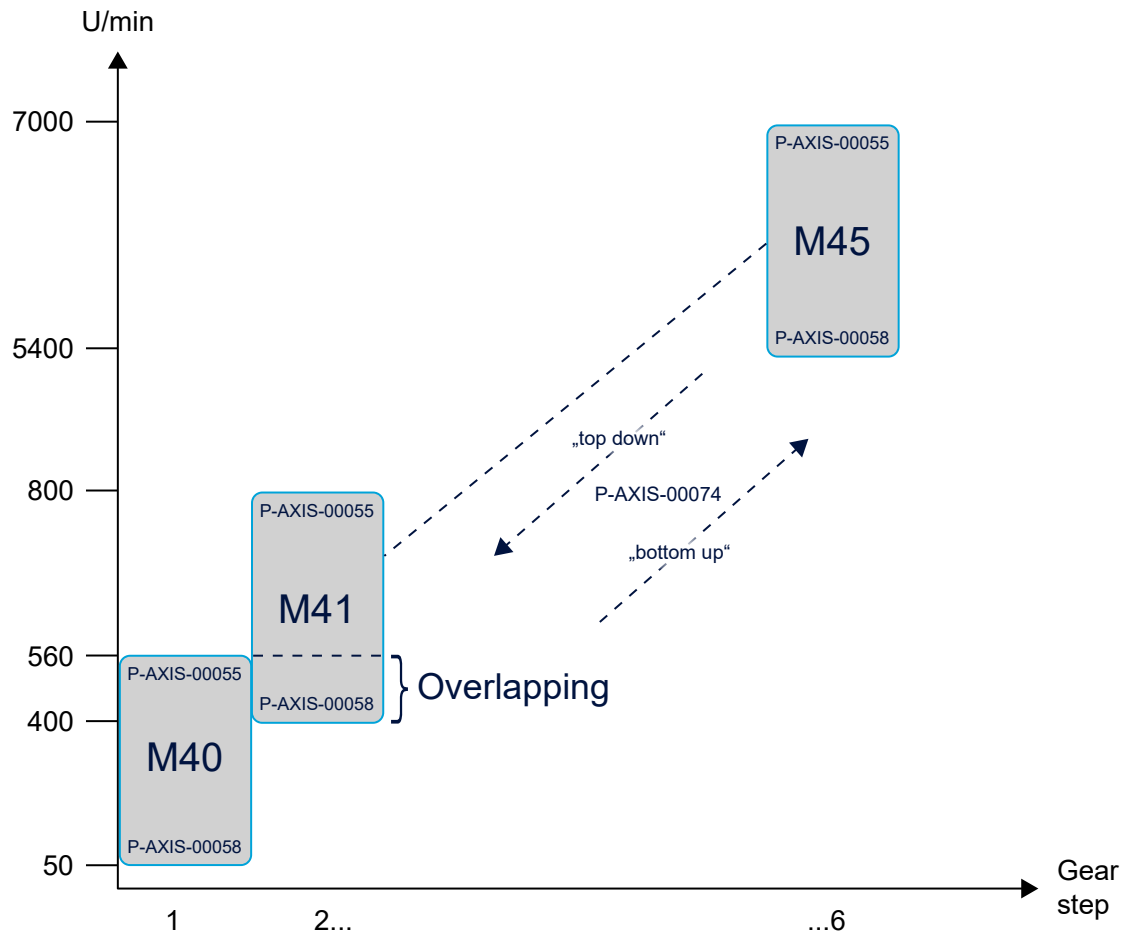 U/min
7000
P-AXIS-00055
M45
P-AXIS-00058
5400
„top down“
800
P-AXIS-00055
P-AXIS-00074
„bottom up“
M41
560
P-AXIS-00055
P-AXIS-00058
Overlapping
400
M40
P-AXIS-00058
50
Gear
step
1
2...
...6